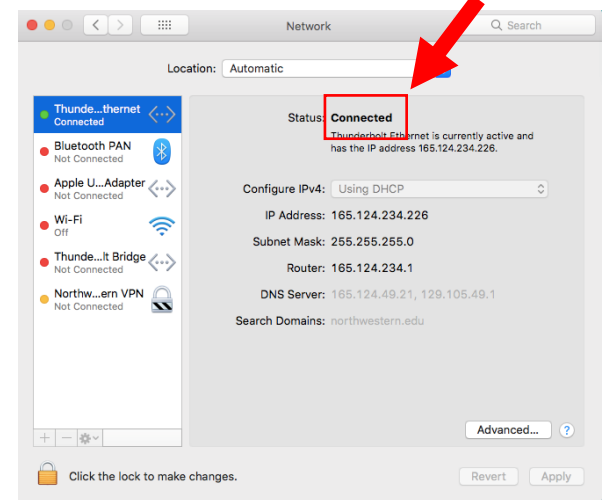 Network
Search
Location: Automatic
Thunde...thernet
Connected
Bluetooth PAN
Not Connected
Apple U...Adapter
Not Connected
Wi-Fi
Off
Thunde...lt Bridge
Not Connected
Northw...ern VPN
Not Connected
Status: Connected
Thunderbolt Ethernet is currently active and
has the IP address 165.124.234.226.
Configure IPv4: Using DHCP
IP Address: 165.124.234.226
Subnet Mask: 255.255.255.0
Router: 165.124.234.1
DNS Server: 165.124.49.21, 129.105.49.1
Search Domains: northwestern.edu
Advanced... ?
Click the lock to make changes.
Revert Apply